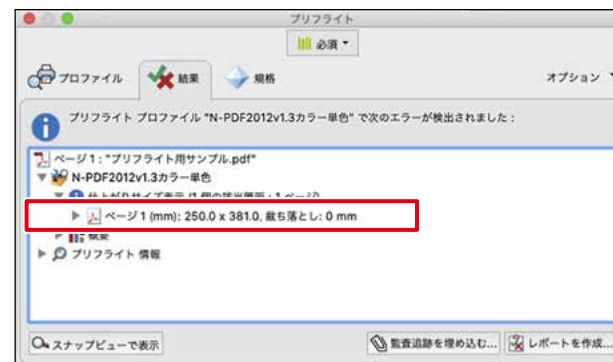 プリフライト
必須
プロファイル 結果 規格 オプション
プリフライト プロファイル "N-PDF2012v1.3カラー単色" で次のエラーが検出されました：
ページ 1 : "プリフライト用サンプル.pdf"
N-PDF2012v1.3カラー単色
ページ 1 (mm): 250.0 x 381.0, 裁ち落とし: 0 mm
概要
プリフライト 情報
スナップビューで表示 監査追跡を埋め込む... レポートを作成...